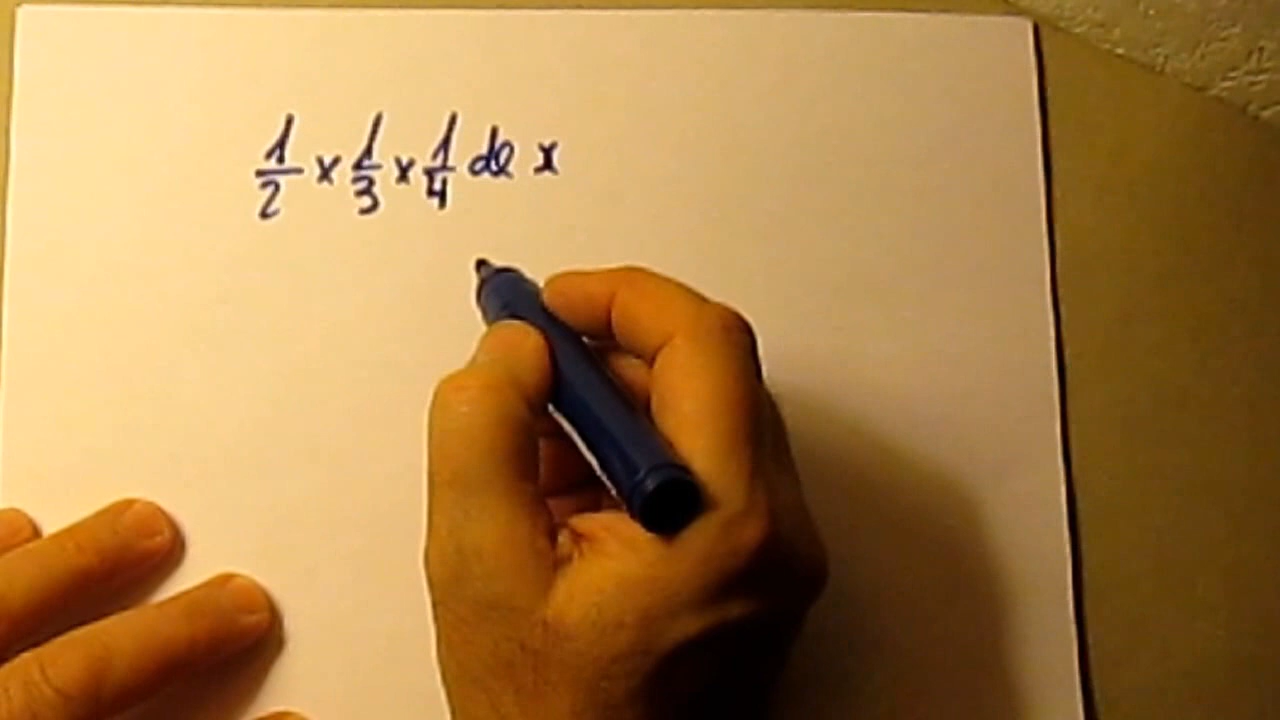 1/2 x 1/3 x 1/4 de x